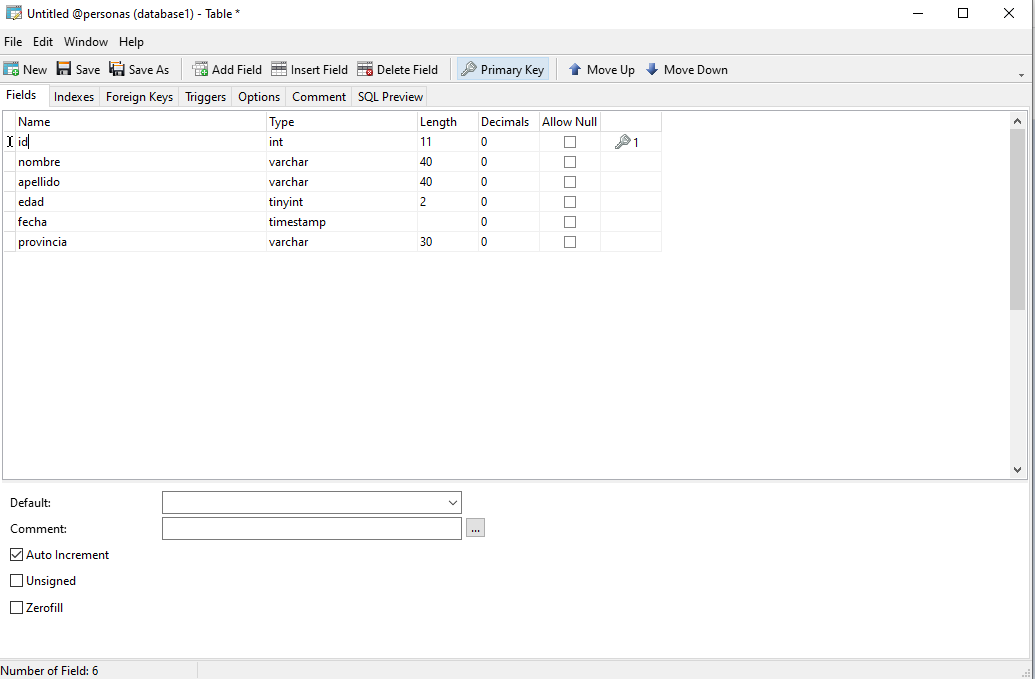 Untitled @personas (database1) - Table *
File Edit Window Help
New Save Save As Add Field Insert Field Delete Field Primary Key Move Up Move Down
Fields Indexes Foreign Keys Triggers Options Comment SQL Preview
Name Type Length Decimals Allow Null
id int 11 0 1
nombre varchar 40 0
apellido varchar 40 0
edad tinyint 2 0
fecha timestamp 0
provincia varchar 30 0
Default:
Comment: ...
Auto Increment
Unsigned
Zerofill
Number of Field: 6